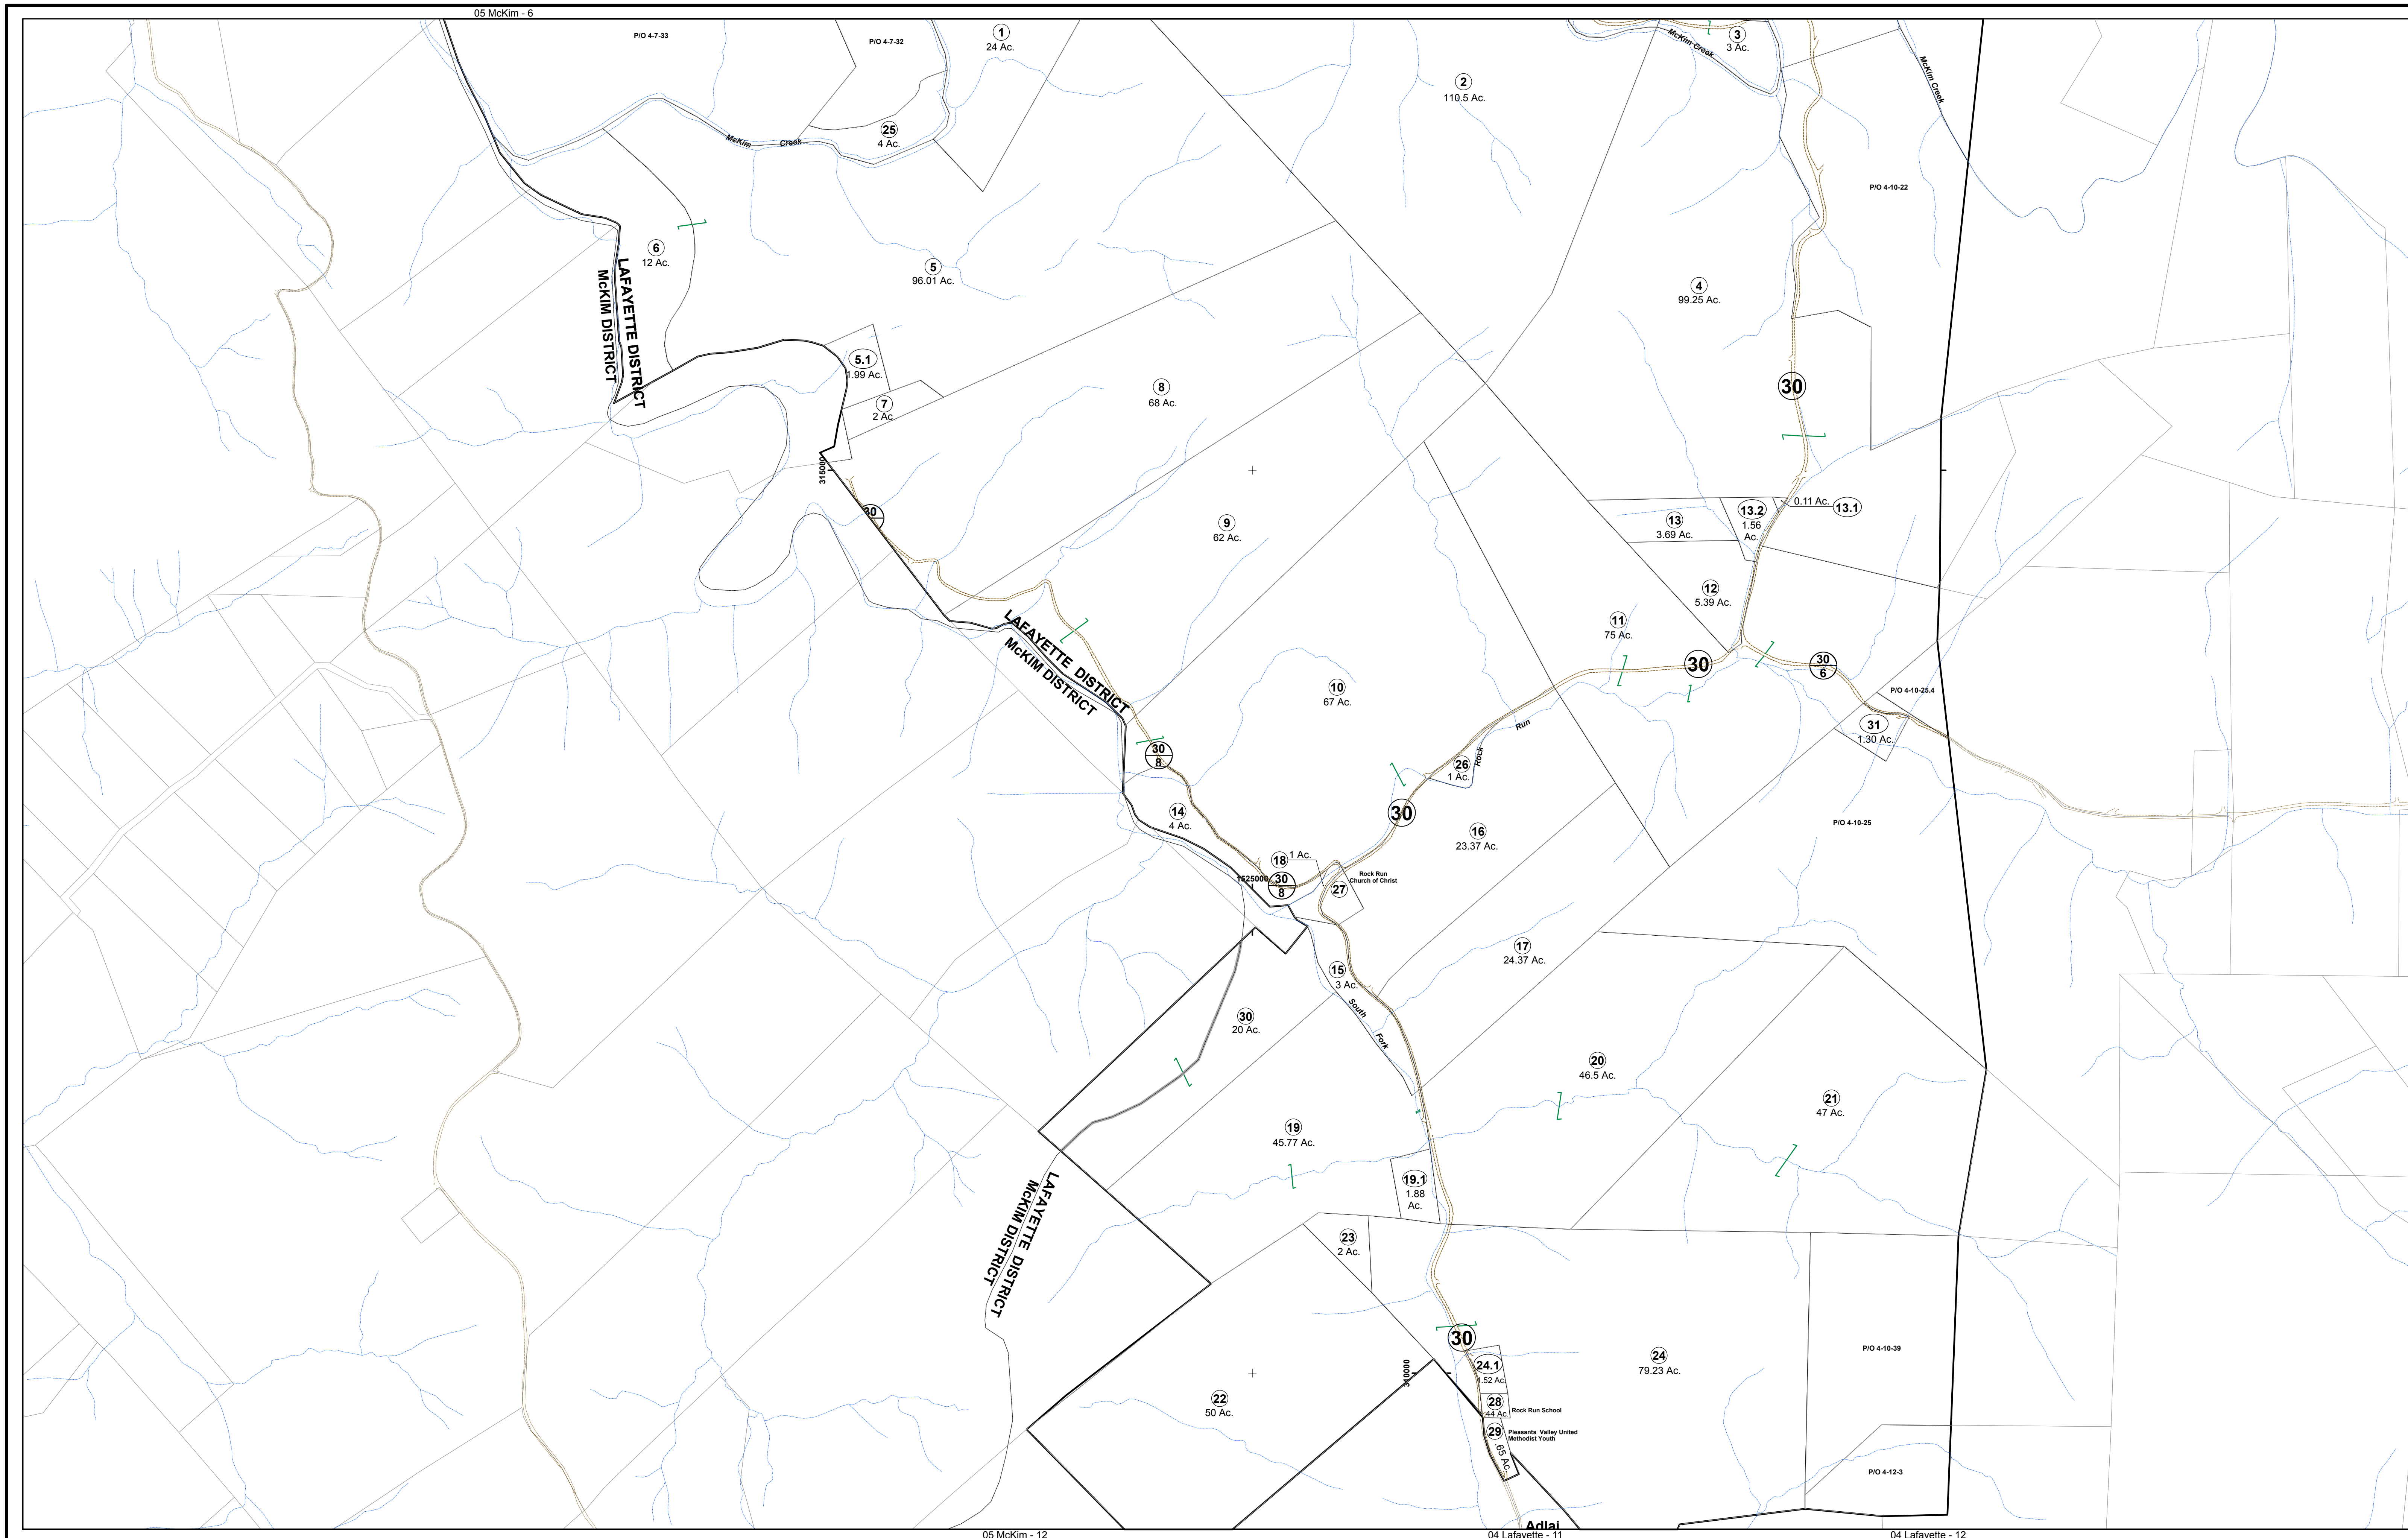 05 McKim - 6
P/O 4-7-33
P/O 4-7-32
1
24 Ac.
2
110.5 Ac.
McKim Creek
3
3 Ac.
McKim Creek
25
4 Ac.
McKim Creek
P/O 4-10-22
6
12 Ac.
LAFAYETTE DISTRICT
McKIM DISTRICT
5
96.01 Ac.
4
99.25 Ac.
5.1
1.99 Ac.
7
2 Ac.
8
68 Ac.
30
315000
30
9
62 Ac.
13
3.69 Ac.
13.2
1.56
Ac.
0.11 Ac.
13.1
12
5.39 Ac.
11
75 Ac.
LAFAYETTE DISTRICT
McKIM DISTRICT
30
30
6
10
67 Ac.
P/O 4-10-25.4
31
1.30 Ac.
Rock Run
26
1 Ac.
30
8
14
4 Ac.
30
16
23.37 Ac.
P/O 4-10-25
18
1 Ac.
1525000
30
8
27
Rock Run
Church of Christ
17
24.37 Ac.
15
3 Ac.
South Fork
30
20 Ac.
20
46.5 Ac.
21
47 Ac.
19
45.77 Ac.
19.1
1.88
Ac.
LAFAYETTE DISTRICT
McKIM DISTRICT
23
2 Ac.
30
310000
24.1
1.52 Ac.
24
79.23 Ac.
P/O 4-10-39
22
50 Ac.
28
.44 Ac.
Rock Run School
29
.65 Ac.
Pleasants Valley United
Methodist Youth
P/O 4-12-3
Adlai
05 McKim - 12
04 Lafayette - 11
04 Lafayette - 12